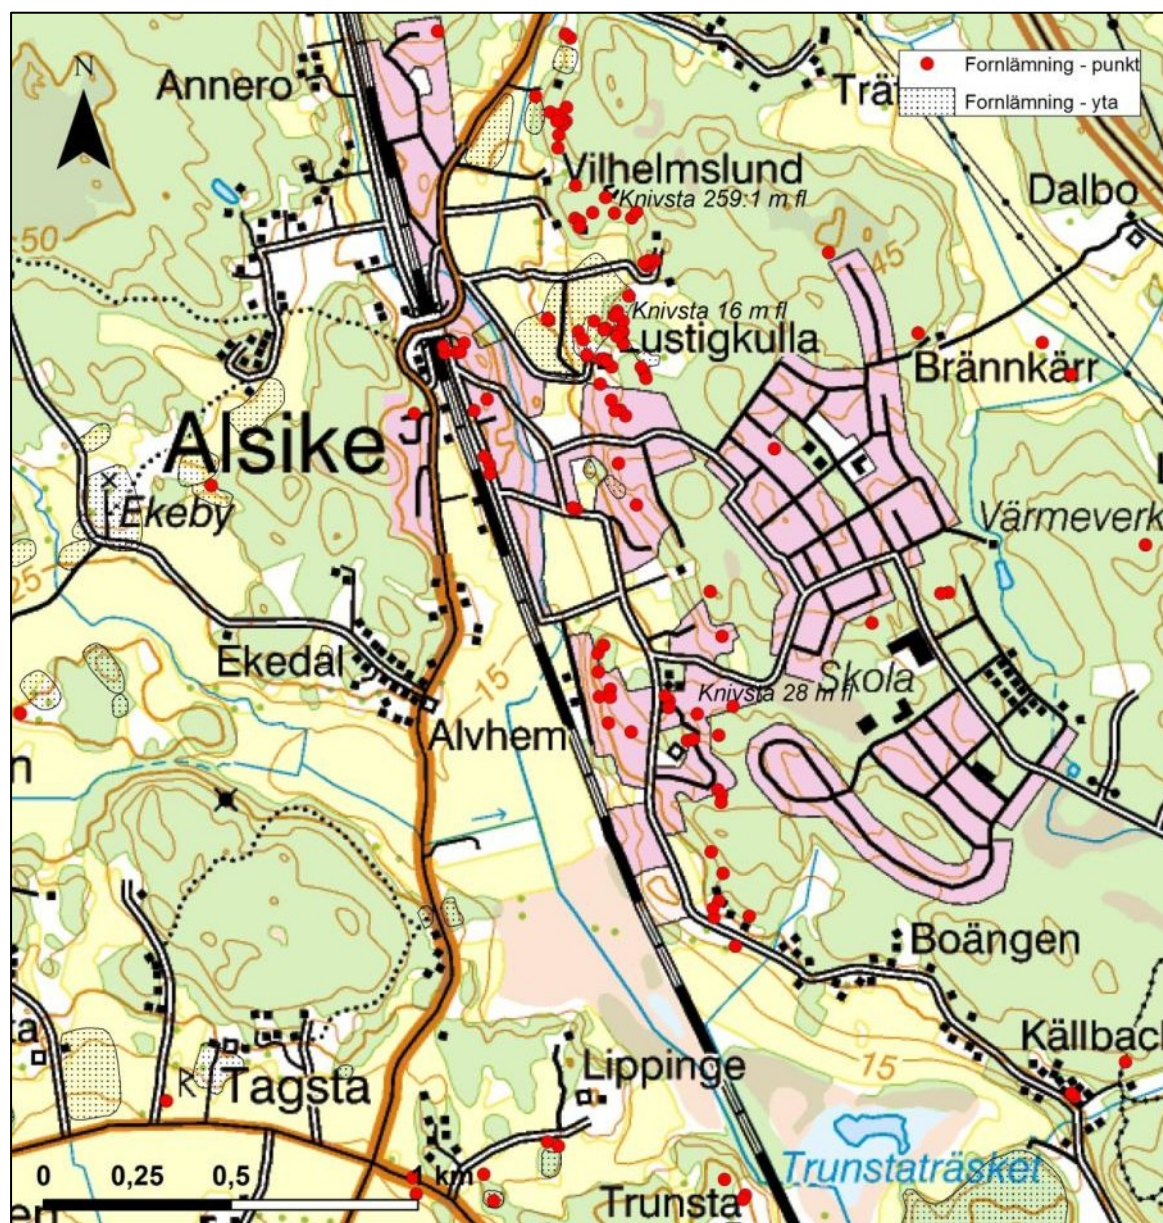 N
Annero
Fornlämning - punkt
Fornlämning - yta
Vilhelmslund
Knivsta 259:1 m fl
Dalbo
50
45
Knivsta 16 m fl
Lustigkulla
Brännkärr
Alsike
Ekeby
Värmeverk
25
Ekedal
15
Skola
Knivsta 28 m fl
Alvhem
Boängen
Källbac
Lippinge
15
R
Tagsta
Trunstaträsket
0 0,25 0,5 1 km
Trunsta